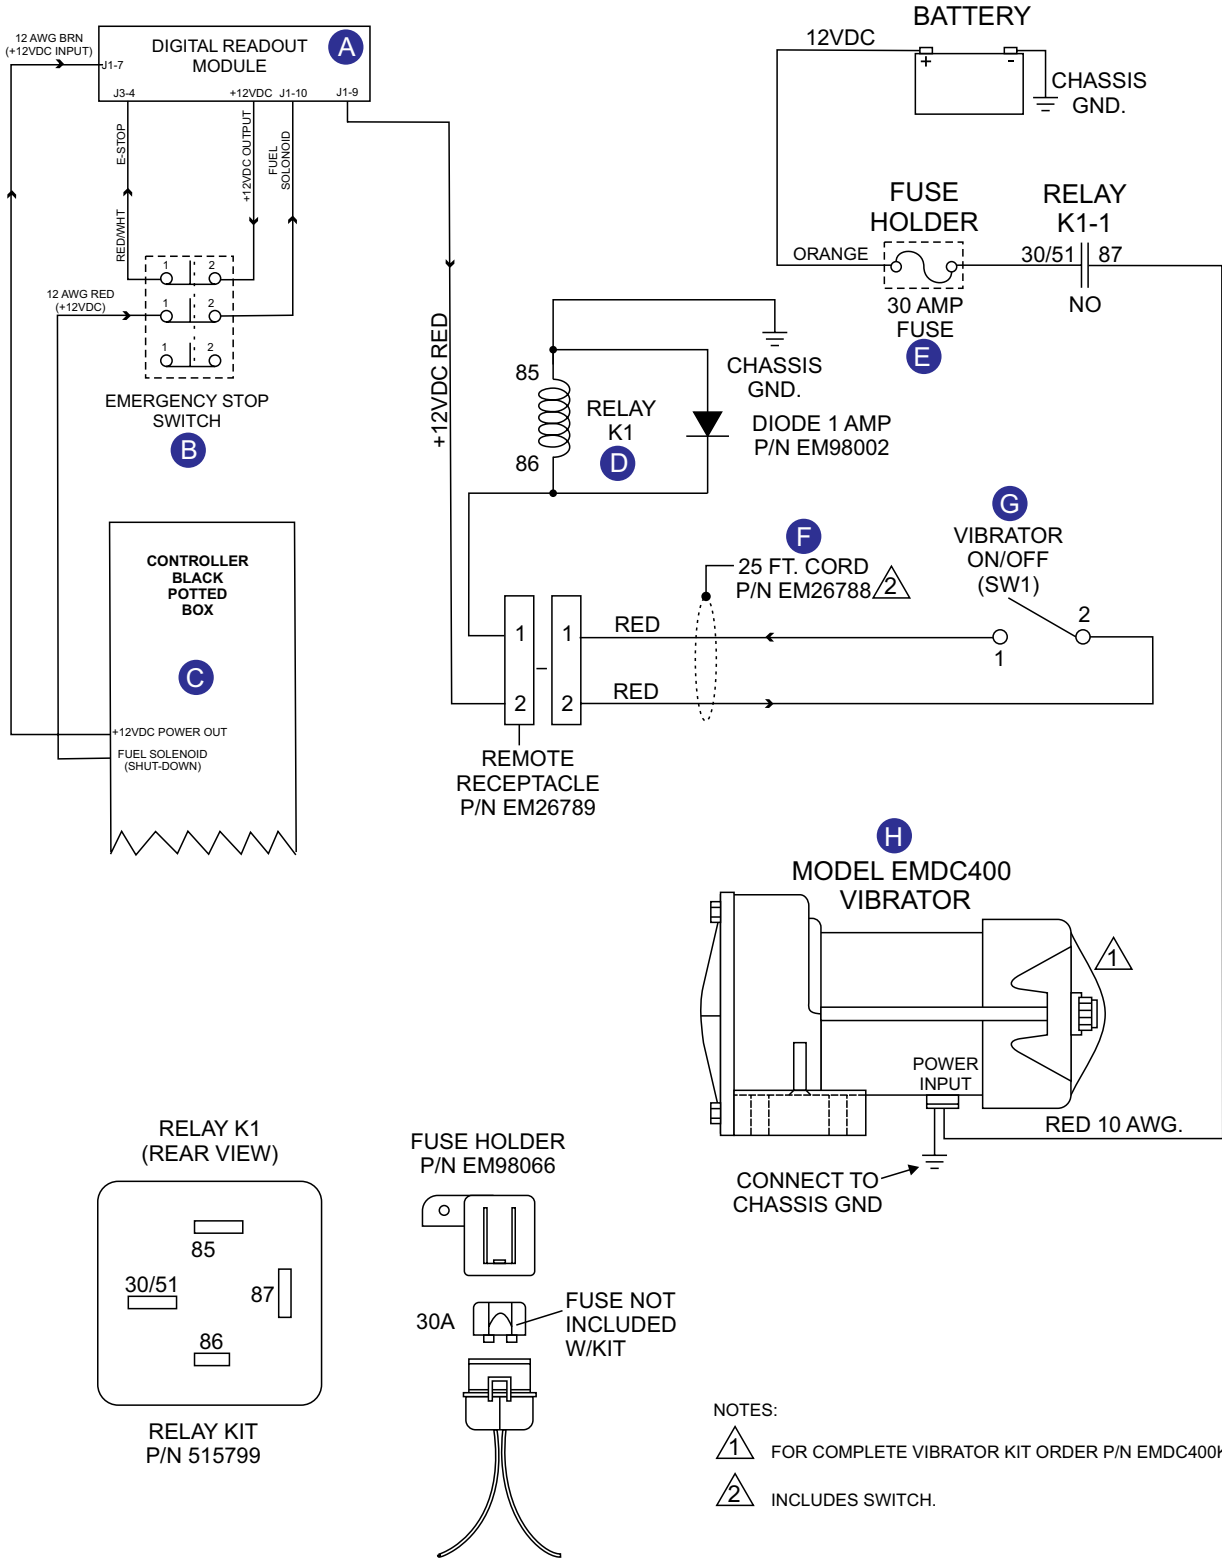 BATTERY
12VDC
+
-
CHASSIS
GND.
12 AWG BRN
(+12VDC INPUT)
J1-7
DIGITAL READOUT
MODULE
A
J3-4
+12VDC
J1-10
J1-9
E-STOP
RED/WHT
+12VDC OUTPUT
FUEL
SOLONOID
12 AWG RED
(+12VDC)
1
2
1
2
1
2
EMERGENCY STOP
SWITCH
B
FUSE
HOLDER
ORANGE
30 AMP
FUSE
E
RELAY
K1-1
30/51
87
NO
+12VDC RED
CHASSIS
GND.
85
RELAY
K1
86
D
DIODE 1 AMP
P/N EM98002
CONTROLLER
BLACK
POTTED
BOX
C
+12VDC POWER OUT
FUEL SOLENOID
(SHUT-DOWN)
F
25 FT. CORD
P/N EM26788
2
G
VIBRATOR
ON/OFF
(SW1)
2
1
1
1
RED
2
2
RED
REMOTE
RECEPTACLE
P/N EM26789
H
MODEL EMDC400
VIBRATOR
1
POWER
INPUT
RED 10 AWG.
CONNECT TO
CHASSIS GND
RELAY K1
(REAR VIEW)
85
30/51
87
86
RELAY KIT
P/N 515799
FUSE HOLDER
P/N EM98066
30A
FUSE NOT
INCLUDED
W/KIT
NOTES:
1 FOR COMPLETE VIBRATOR KIT ORDER P/N EMDC400K
2 INCLUDES SWITCH.